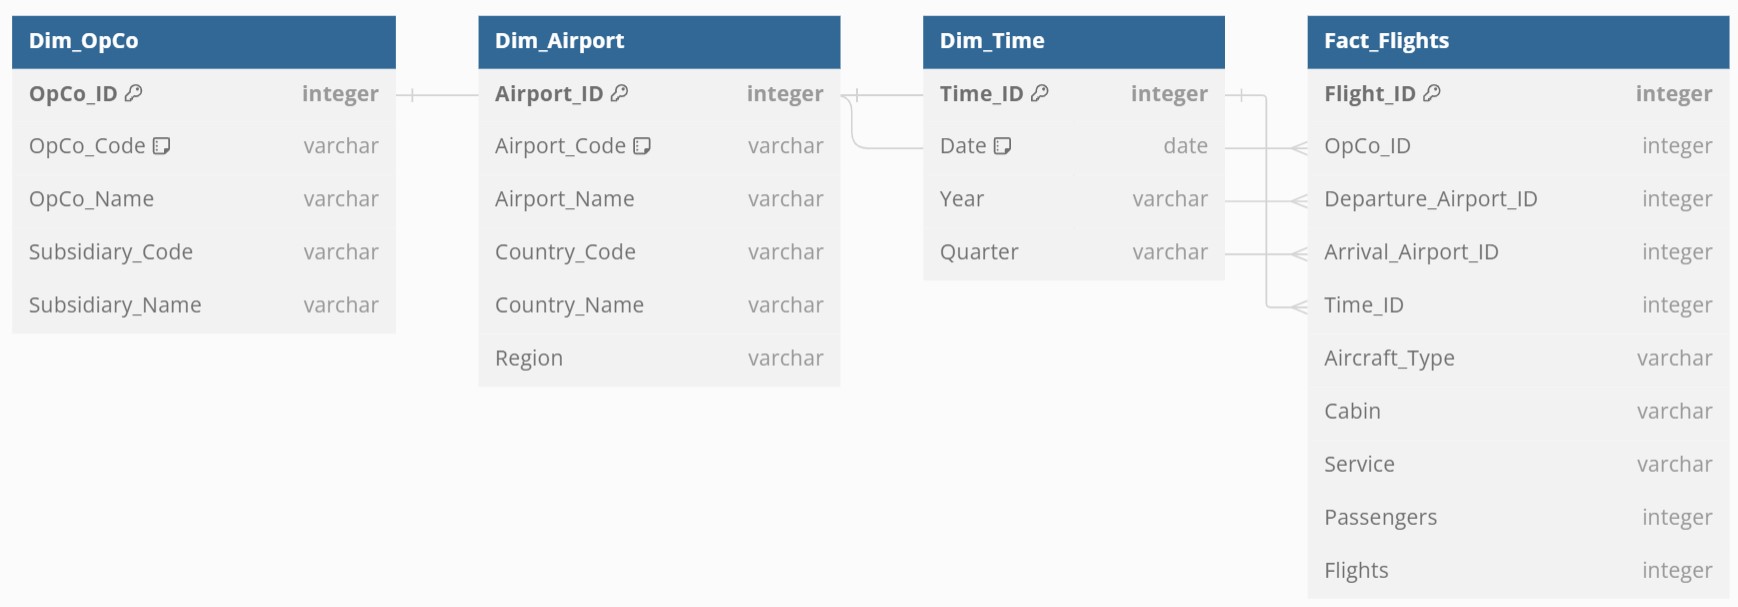 Dim_OpCo
OpCo_ID integer
OpCo_Code varchar
OpCo_Name varchar
Subsidiary_Code varchar
Subsidiary_Name varchar
Dim_Airport
Airport_ID integer
Airport_Code varchar
Airport_Name varchar
Country_Code varchar
Country_Name varchar
Region varchar
Dim_Time
Time_ID integer
Date date
Year varchar
Quarter varchar
Fact_Flights
Flight_ID integer
OpCo_ID integer
Departure_Airport_ID integer
Arrival_Airport_ID integer
Time_ID integer
Aircraft_Type varchar
Cabin varchar
Service varchar
Passengers integer
Flights integer